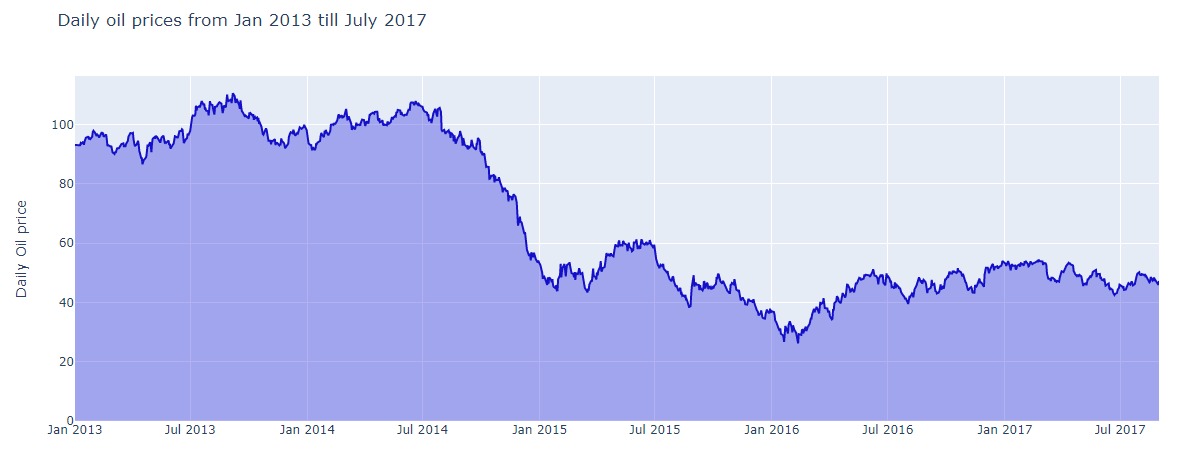 Daily oil prices from Jan 2013 till July 2017
Daily Oil price
100
80
60
40
20
0
Jan 2013 Jul 2013 Jan 2014 Jul 2014 Jan 2015 Jul 2015 Jan 2016 Jul 2016 Jan 2017 Jul 2017